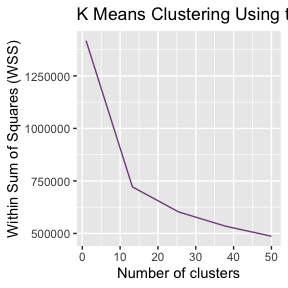 K Means Clustering Using t
Within Sum of Squares (WSS)
1250000
1000000
750000
500000
0 10 20 30 40 50
Number of clusters